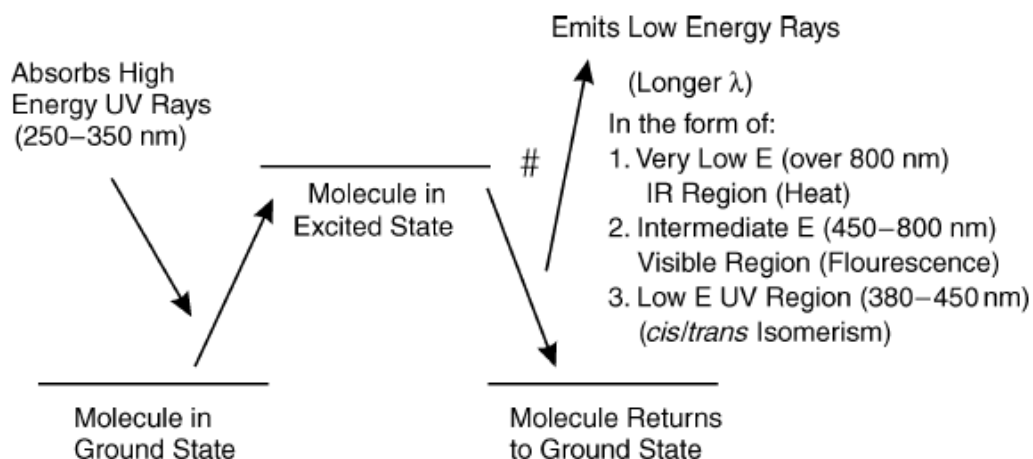 Emits Low Energy Rays
Absorbs High
Energy UV Rays
(250–350 nm)
(Longer λ)
In the form of:
#
1. Very Low E (over 800 nm)
IR Region (Heat)
Molecule in
Excited State
2. Intermediate E (450–800 nm)
Visible Region (Flourescence)
3. Low E UV Region (380–450 nm)
(cis/trans Isomerism)
Molecule in
Ground State
Molecule Returns
to Ground State